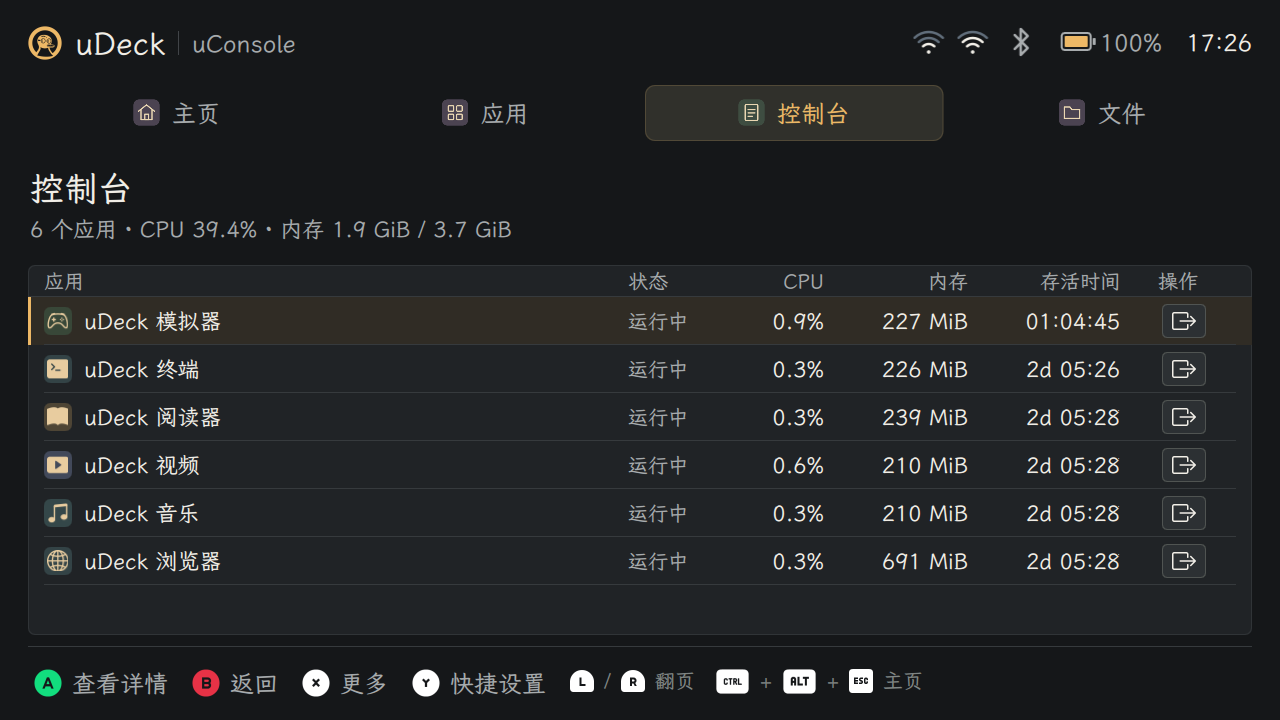 uDeck uConsole 100% 17:26
主页 应用 控制台 文件
控制台
6 个应用 · CPU 39.4% · 内存 1.9 GiB / 3.7 GiB
应用 状态 CPU 内存 存活时间 操作
uDeck 模拟器 运行中 0.9% 227 MiB 01:04:45
uDeck 终端 运行中 0.3% 226 MiB 2d 05:26
uDeck 阅读器 运行中 0.3% 239 MiB 2d 05:28
uDeck 视频 运行中 0.6% 210 MiB 2d 05:28
uDeck 音乐 运行中 0.3% 210 MiB 2d 05:28
uDeck 浏览器 运行中 0.3% 691 MiB 2d 05:28
A 查看详情 B 返回 X 更多 Y 快捷设置 L / R 翻页 CTRL + ALT + ESC 主页